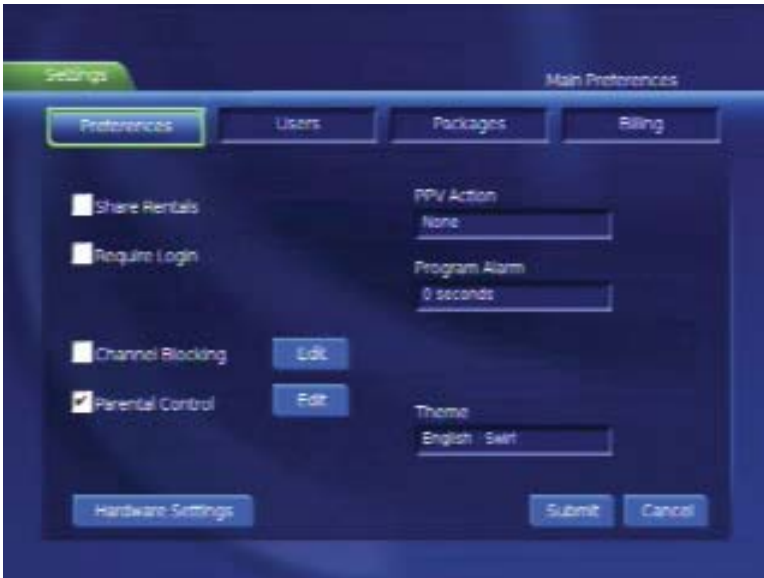 Settings
Main Preferences
Preferences Users Packages Billing
Share Rentals
PPV Action
None
Require Login
Program Alarm
0 seconds
Channel Blocking Edit
Parental Control Edit
Theme
English Swirl
Hardware Settings Submit Cancel